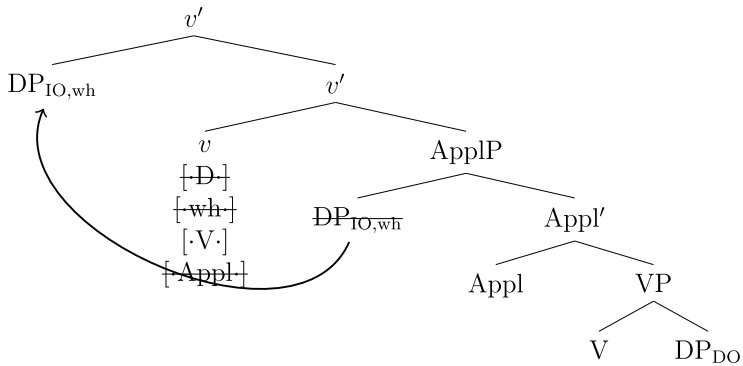 v′
DP_IO,wh v′
v ApplP
[·D·]
[·wh·] DP_IO,wh Appl′
[·V·]
[·Appl·] Appl VP
V DP_DO